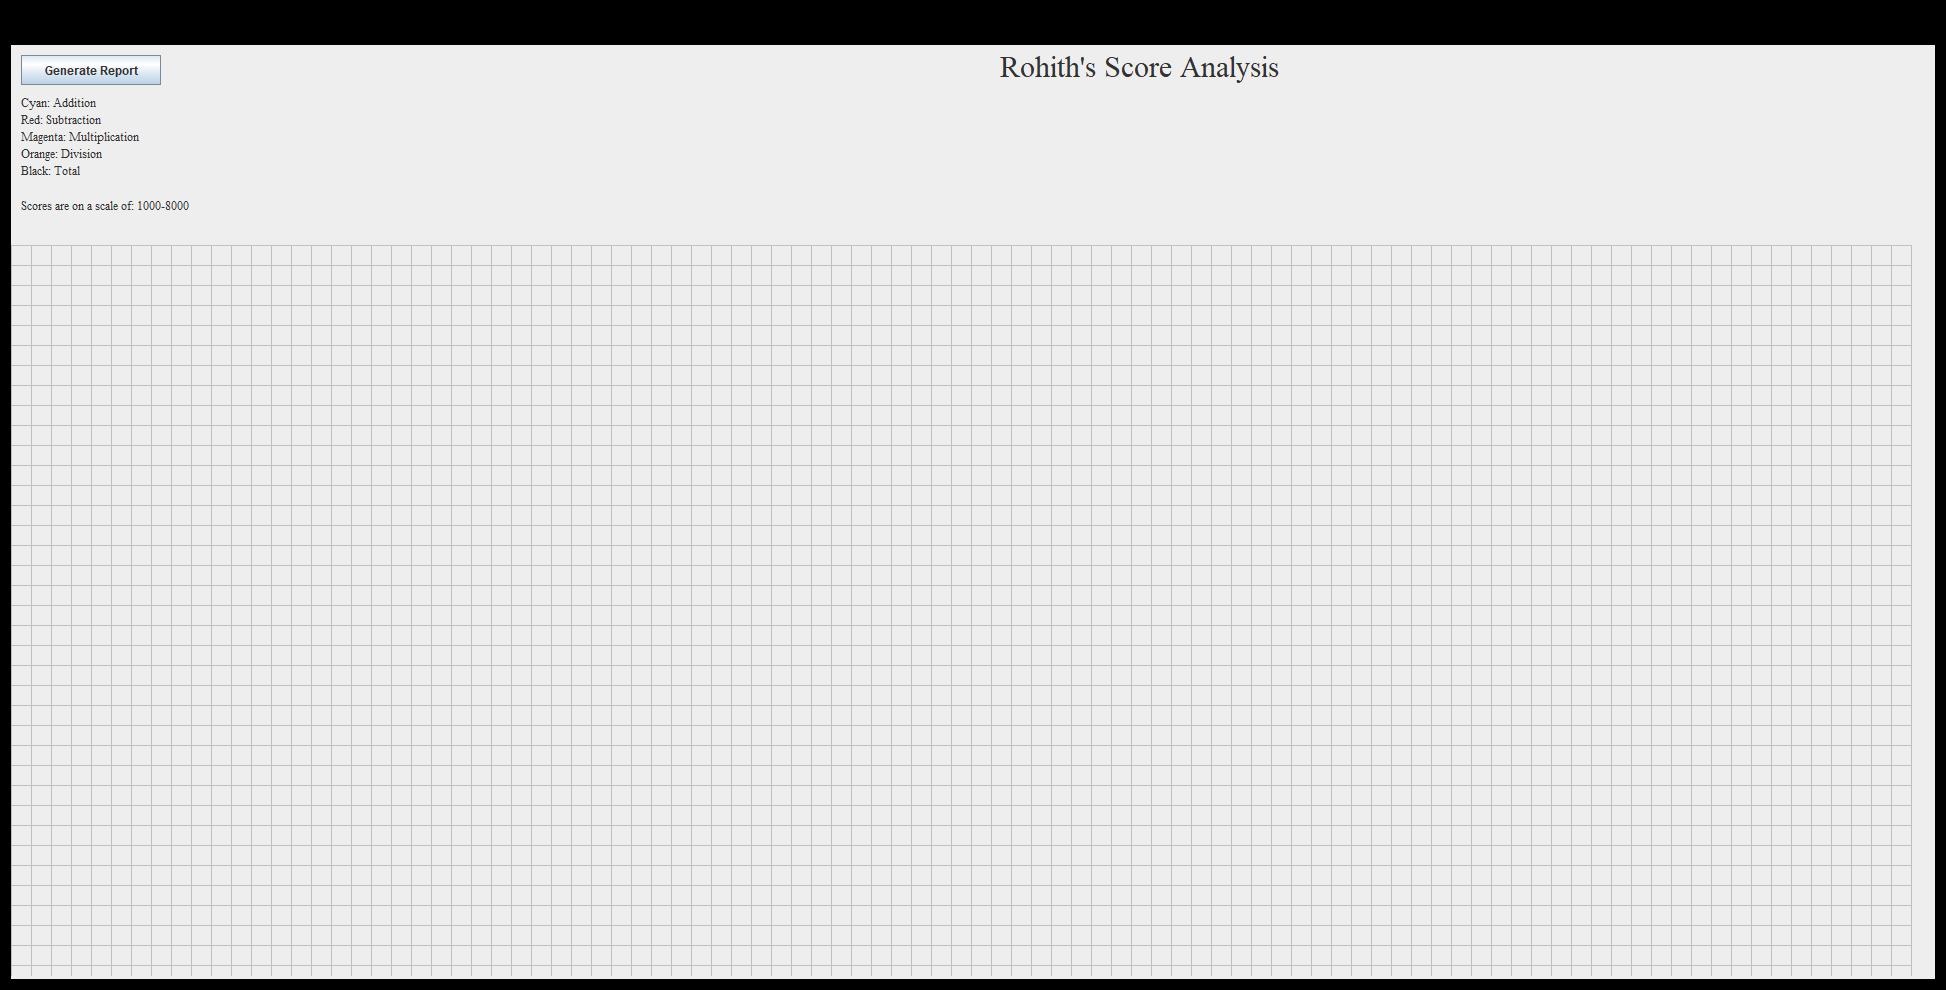 Generate Report
Rohith's Score Analysis
Cyan: Addition
Red: Subtraction
Magenta: Multiplication
Orange: Division
Black: Total
Scores are on a scale of: 1000-8000